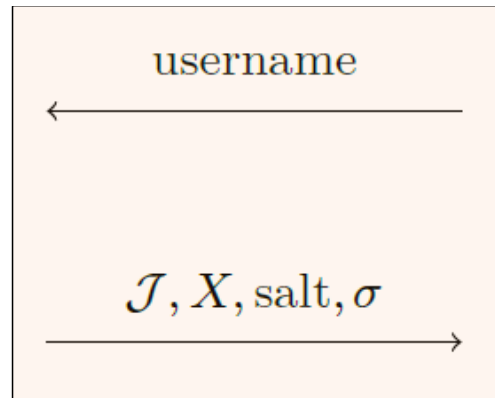 username
𝒥, X, salt, σ